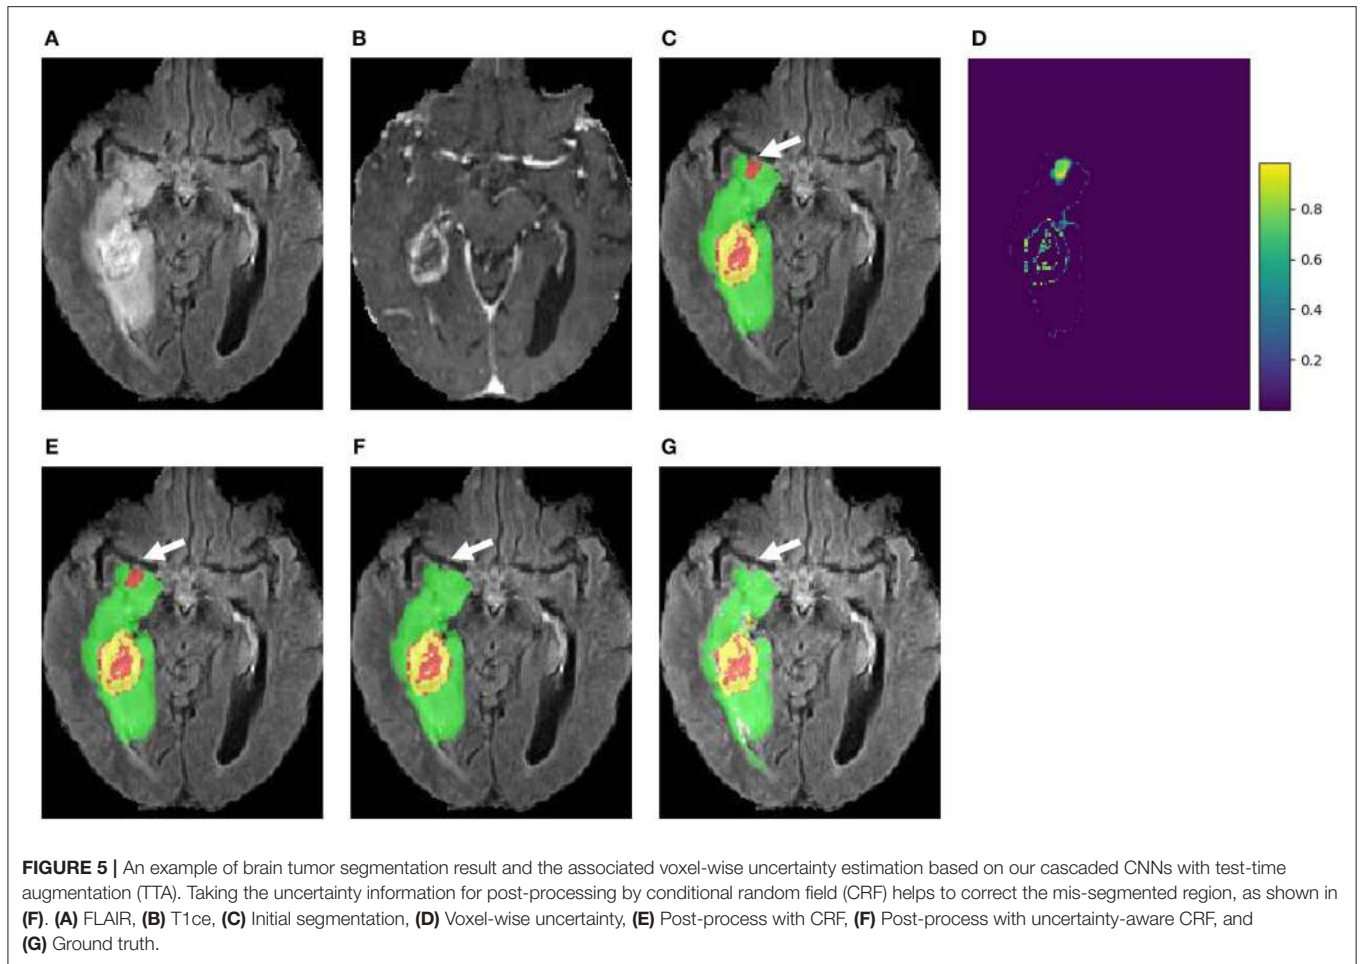 A
B
C
D
0.8
0.6
0.4
0.2
E
F
G
FIGURE 5 | An example of brain tumor segmentation result and the associated voxel-wise uncertainty estimation based on our cascaded CNNs with test-time
augmentation (TTA). Taking the uncertainty information for post-processing by conditional random field (CRF) helps to correct the mis-segmented region, as shown in
(F). (A) FLAIR, (B) T1ce, (C) Initial segmentation, (D) Voxel-wise uncertainty, (E) Post-process with CRF, (F) Post-process with uncertainty-aware CRF, and
(G) Ground truth.